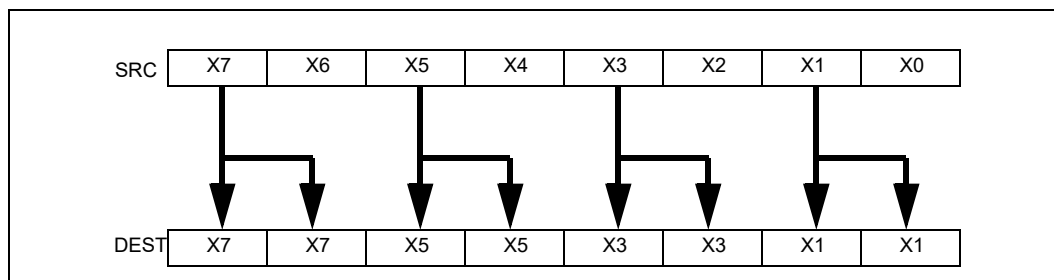 SRC X7 X6 X5 X4 X3 X2 X1 X0
DEST X7 X7 X5 X5 X3 X3 X1 X1